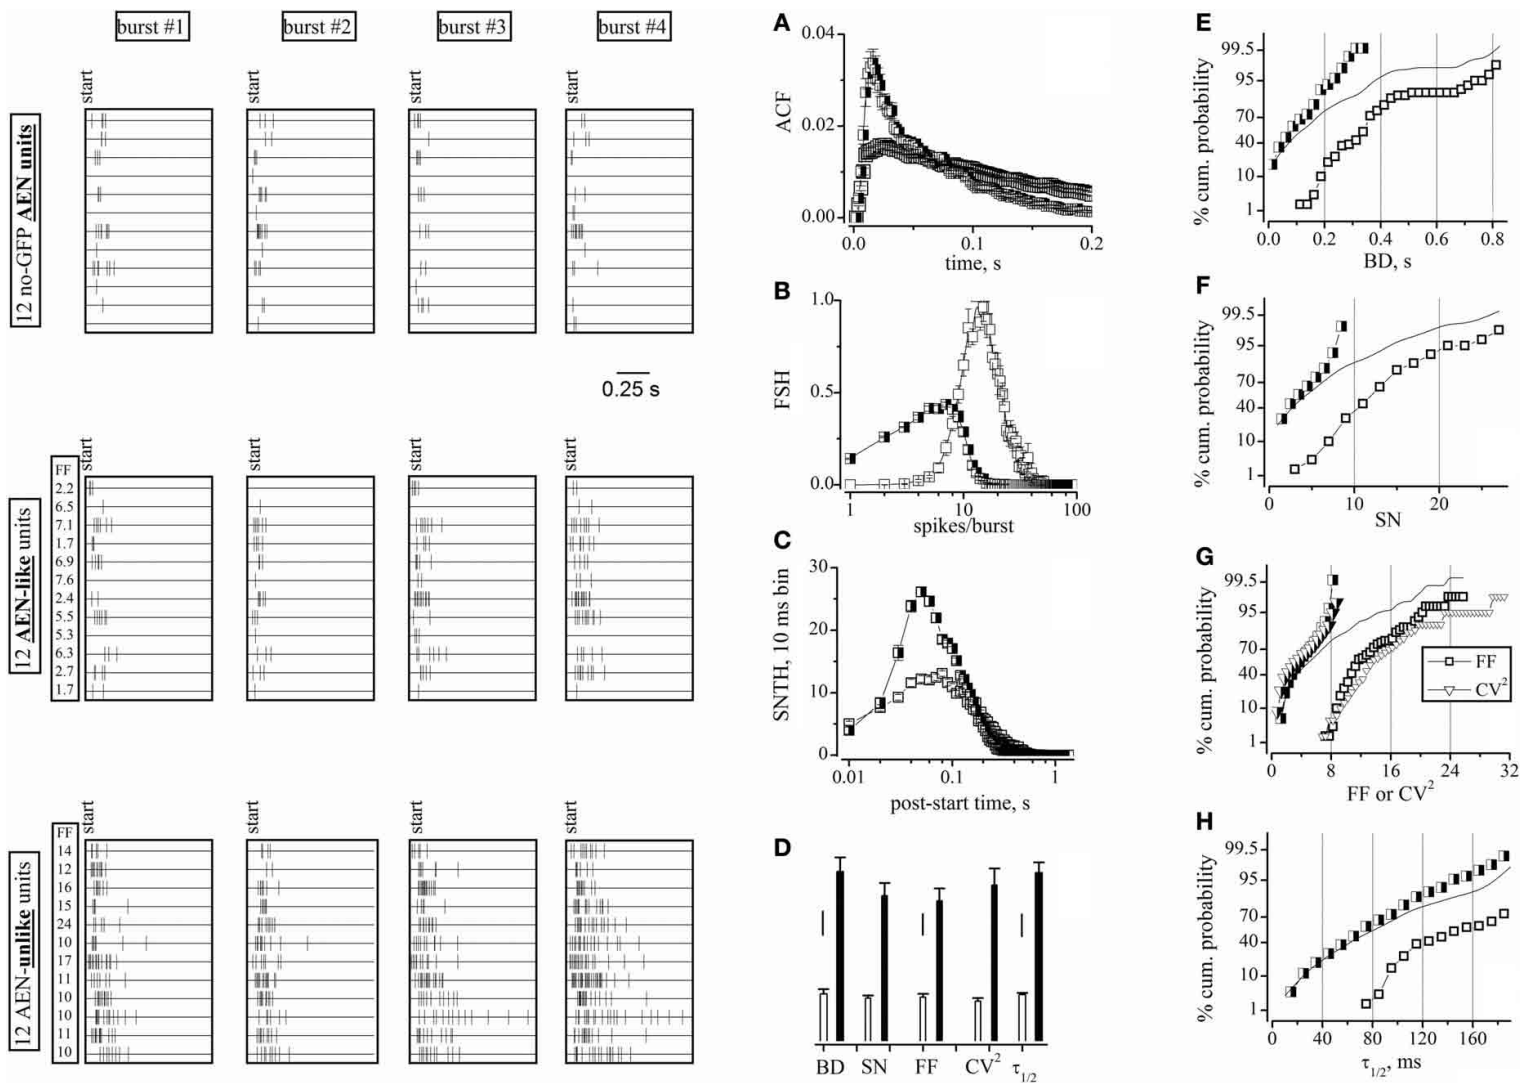 burst #1 burst #2 burst #3 burst #4
start start start start
12 no-GFP AEN units
0.25 s
start start start start
12 AEN-like units
FF
2.2
6.5
7.1
1.7
6.9
7.6
2.4
5.5
5.3
6.3
2.7
1.7
start start start start
12 AEN-unlike units
FF
14
12
16
15
24
10
17
11
10
10
11
10
A
ACF
0.04
0.02
0.00
0.0 0.1 0.2
time, s
B
FSH
1.0
0.5
0.0
1 10 100
spikes/burst
C
SNTH, 10 ms bin
30
20
10
0
0.01 0.1 1
post-start time, s
D
BD SN FF CV² τ1/2
E
% cum. probability
99.5
95
70
40
10
1
0.0 0.2 0.4 0.6 0.8
BD, s
F
% cum. probability
99.5
95
70
40
10
1
0 10 20
SN
G
% cum. probability
99.5
95
70
40
10
1
FF
CV²
0 8 16 24 32
FF or CV²
H
% cum. probability
99.5
95
70
40
10
1
0 40 80 120 160
τ1/2, ms